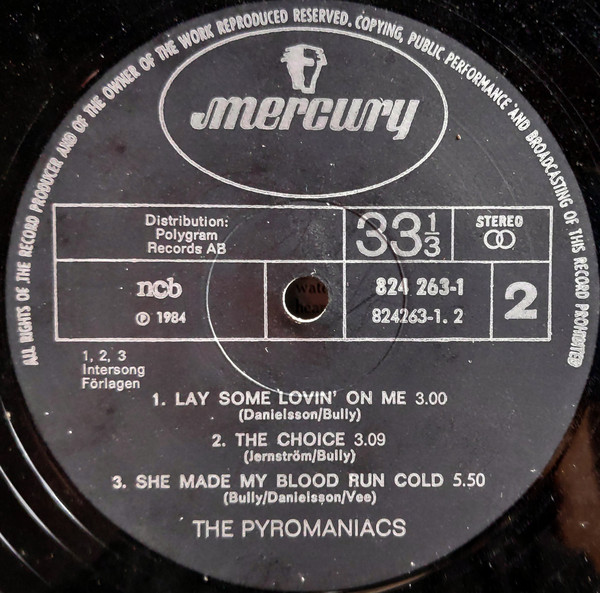 ALL RIGHTS OF THE RECORD PRODUCER AND OF THE OWNER OF THE WORK REPRODUCED RESERVED. COPYING, PUBLIC PERFORMANCE AND BROADCASTING OF THIS RECORD PROHIBITED
mercury
Distribution:
Polygram
Records AB
33 1/3
STEREO
ncb
Ⓟ 1984
824 263-1
824263-1. 2
2
1, 2, 3
Intersong
Förlagen
1. LAY SOME LOVIN' ON ME 3.00
(Danielsson/Bully)
2. THE CHOICE 3.09
(Jernström/Bully)
3. SHE MADE MY BLOOD RUN COLD 5.50
(Bully/Danielsson/Vee)
THE PYROMANIACS